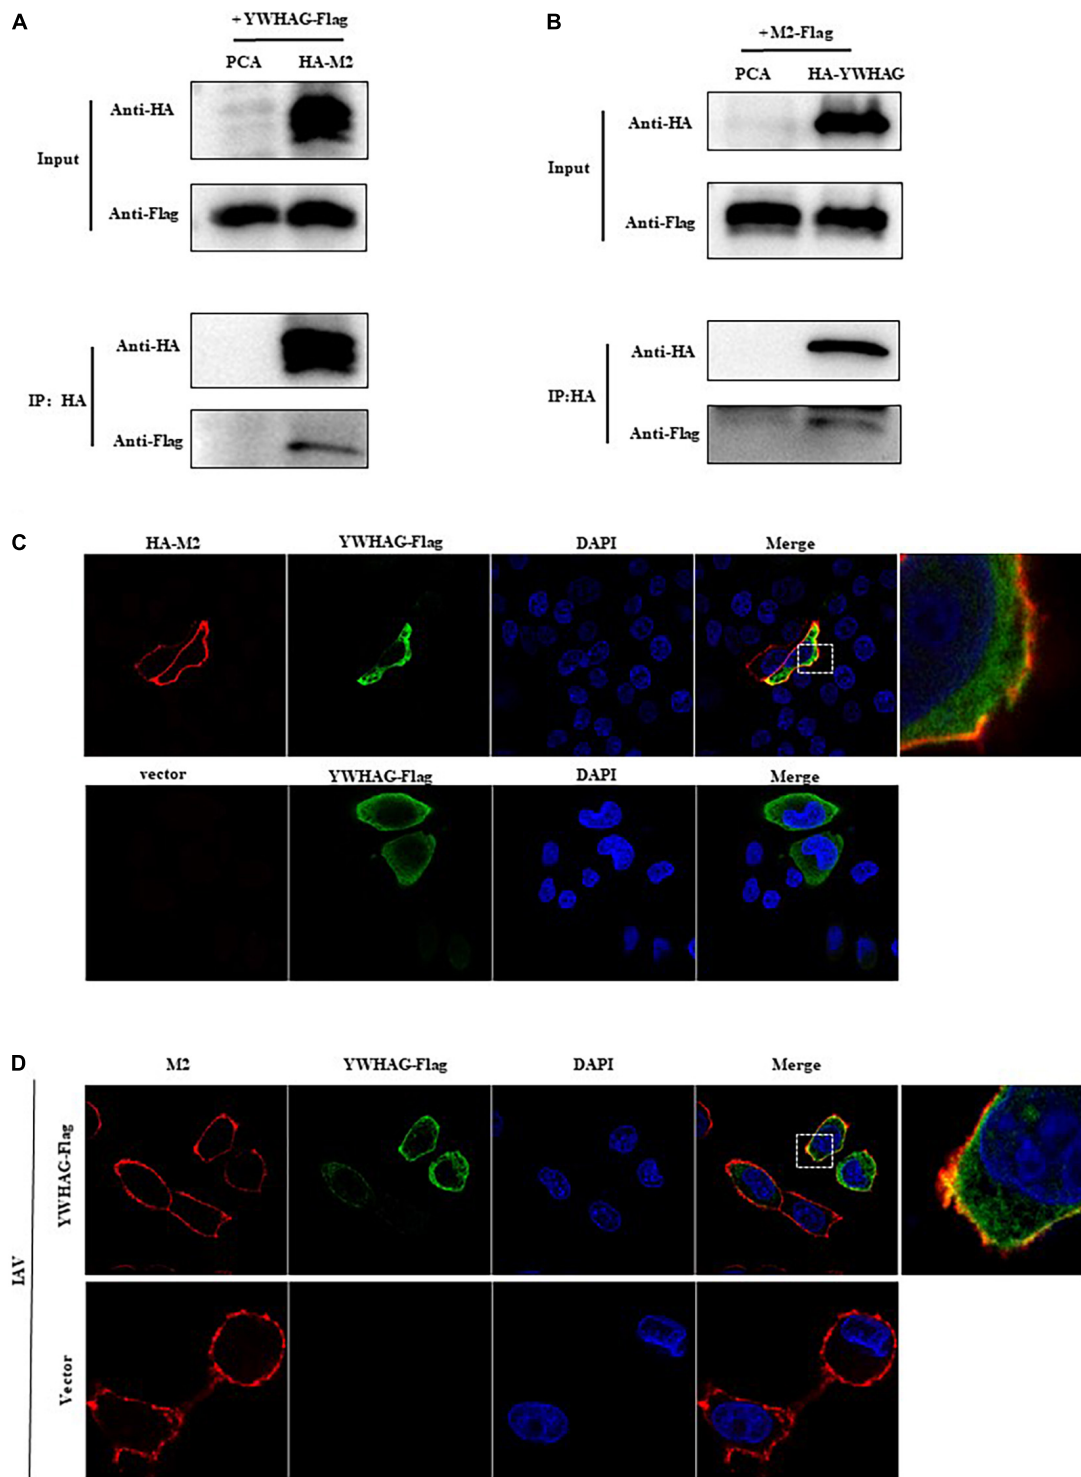 A
+YWHAG-Flag
PCA HA-M2
Input
Anti-HA
Anti-Flag
IP: HA
Anti-HA
Anti-Flag
B
+M2-Flag
PCA HA-YWHAG
Input
Anti-HA
Anti-Flag
IP:HA
Anti-HA
Anti-Flag
C
HA-M2 YWHAG-Flag DAPI Merge
vector YWHAG-Flag DAPI Merge
D
M2 YWHAG-Flag DAPI Merge
IAV
YWHAG-Flag
Vector